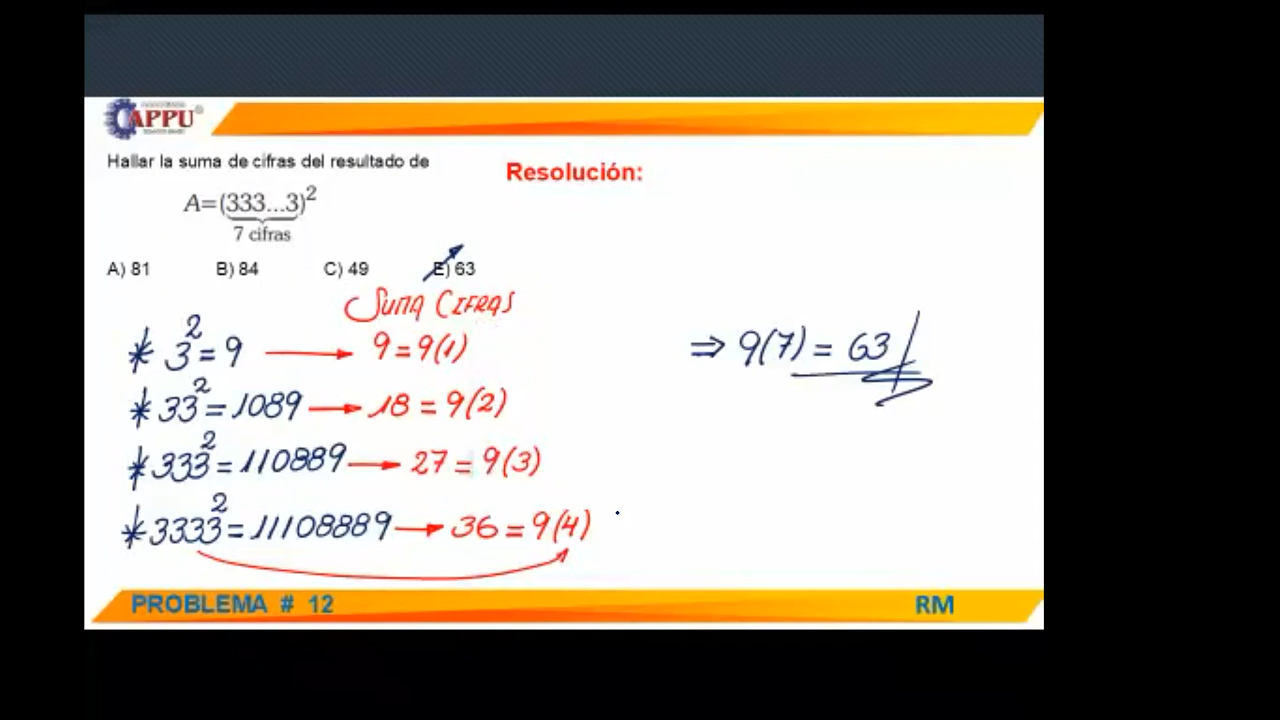 APPU®
Hallar la suma de cifras del resultado de
A=(333...3)²
7 cifras
A) 81 B) 84 C) 49 E) 63
Resolución:
SUMA CIFRAS
* 3² = 9 → 9 = 9(1)
* 33² = 1089 → 18 = 9(2)
* 333² = 110889 → 27 = 9(3)
* 3333² = 11108889 → 36 = 9(4)
⇒ 9(7) = 63
PROBLEMA # 12
RM